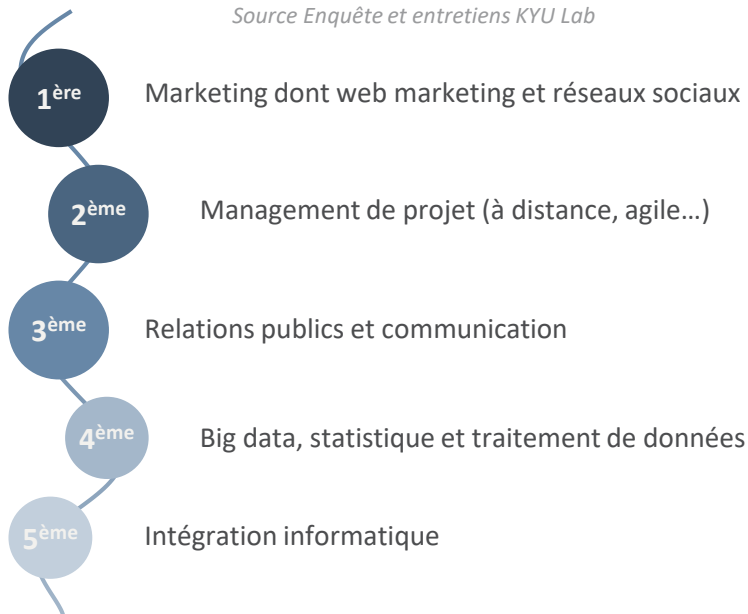 Source Enquête et entretiens KYU Lab
1ère
Marketing dont web marketing et réseaux sociaux
2ème
Management de projet (à distance, agile…)
3ème
Relations publics et communication
4ème
Big data, statistique et traitement de données
5ème
Intégration informatique